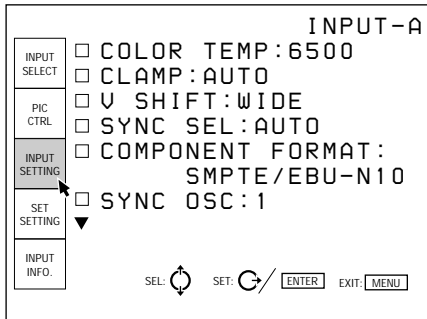 INPUT-A
INPUT
SELECT
PIC
CTRL
INPUT
SETTING
SET
SETTING
INPUT
INFO.
COLOR TEMP:6500
CLAMP:AUTO
V SHIFT:WIDE
SYNC SEL:AUTO
COMPONENT FORMAT:
SMPTE/EBU-N10
SYNC OSC:1
SEL: SET: / ENTER EXIT: MENU